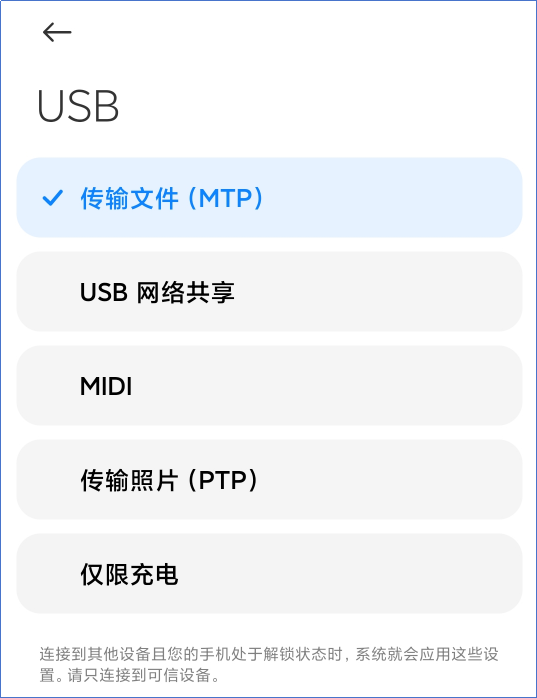 USB
传输文件（MTP）
USB 网络共享
MIDI
传输照片（PTP）
仅限充电
连接到其他设备且您的手机处于解锁状态时，系统就会应用这些设
置。请只连接到可信设备。